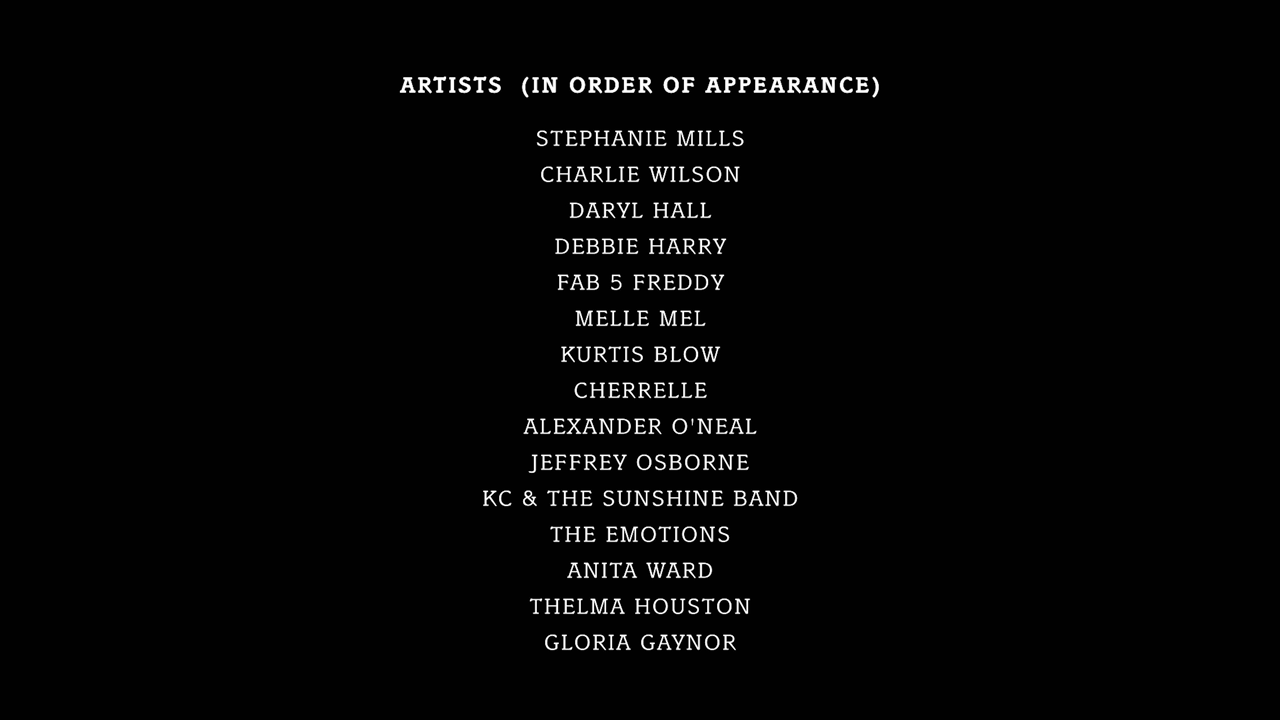 ARTISTS (IN ORDER OF APPEARANCE)
STEPHANIE MILLS
CHARLIE WILSON
DARYL HALL
DEBBIE HARRY
FAB 5 FREDDY
MELLE MEL
KURTIS BLOW
CHERRELLE
ALEXANDER O'NEAL
JEFFREY OSBORNE
KC & THE SUNSHINE BAND
THE EMOTIONS
ANITA WARD
THELMA HOUSTON
GLORIA GAYNOR